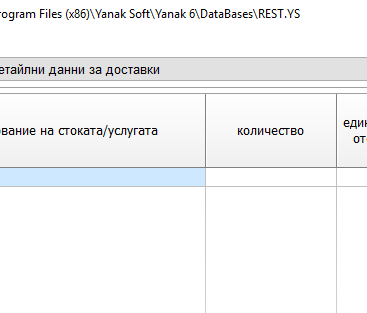 rogram Files (x86)\Yanak Soft\Yanak 6\DataBases\REST.YS
етайлни данни за доставки
ование на стоката/услугата
количество
един
от